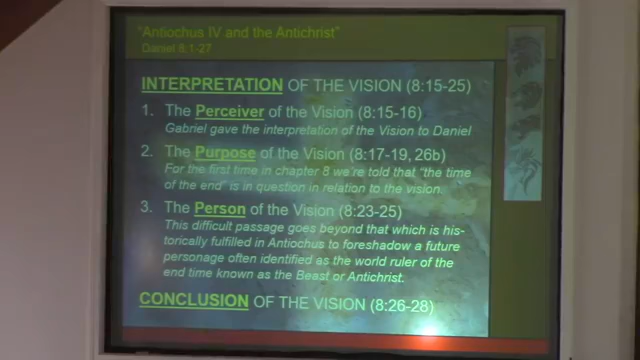 "Antiochus IV and the Antichrist"
Daniel 8:1-27
INTERPRETATION OF THE VISION (8:15-25)
1. The Perceiver of the Vision (8:15-16)
Gabriel gave the interpretation of the Vision to Daniel
2. The Purpose of the Vision (8:17-19, 26b)
For the first time in chapter 8 we're told that "the time
of the end" is in question in relation to the vision.
3. The Person of the Vision (8:23-25)
This difficult passage goes beyond that which is his-
torically fulfilled in Antiochus to foreshadow a future
personage often identified as the world ruler of the
end time known as the Beast or Antichrist.
CONCLUSION OF THE VISION (8:26-28)